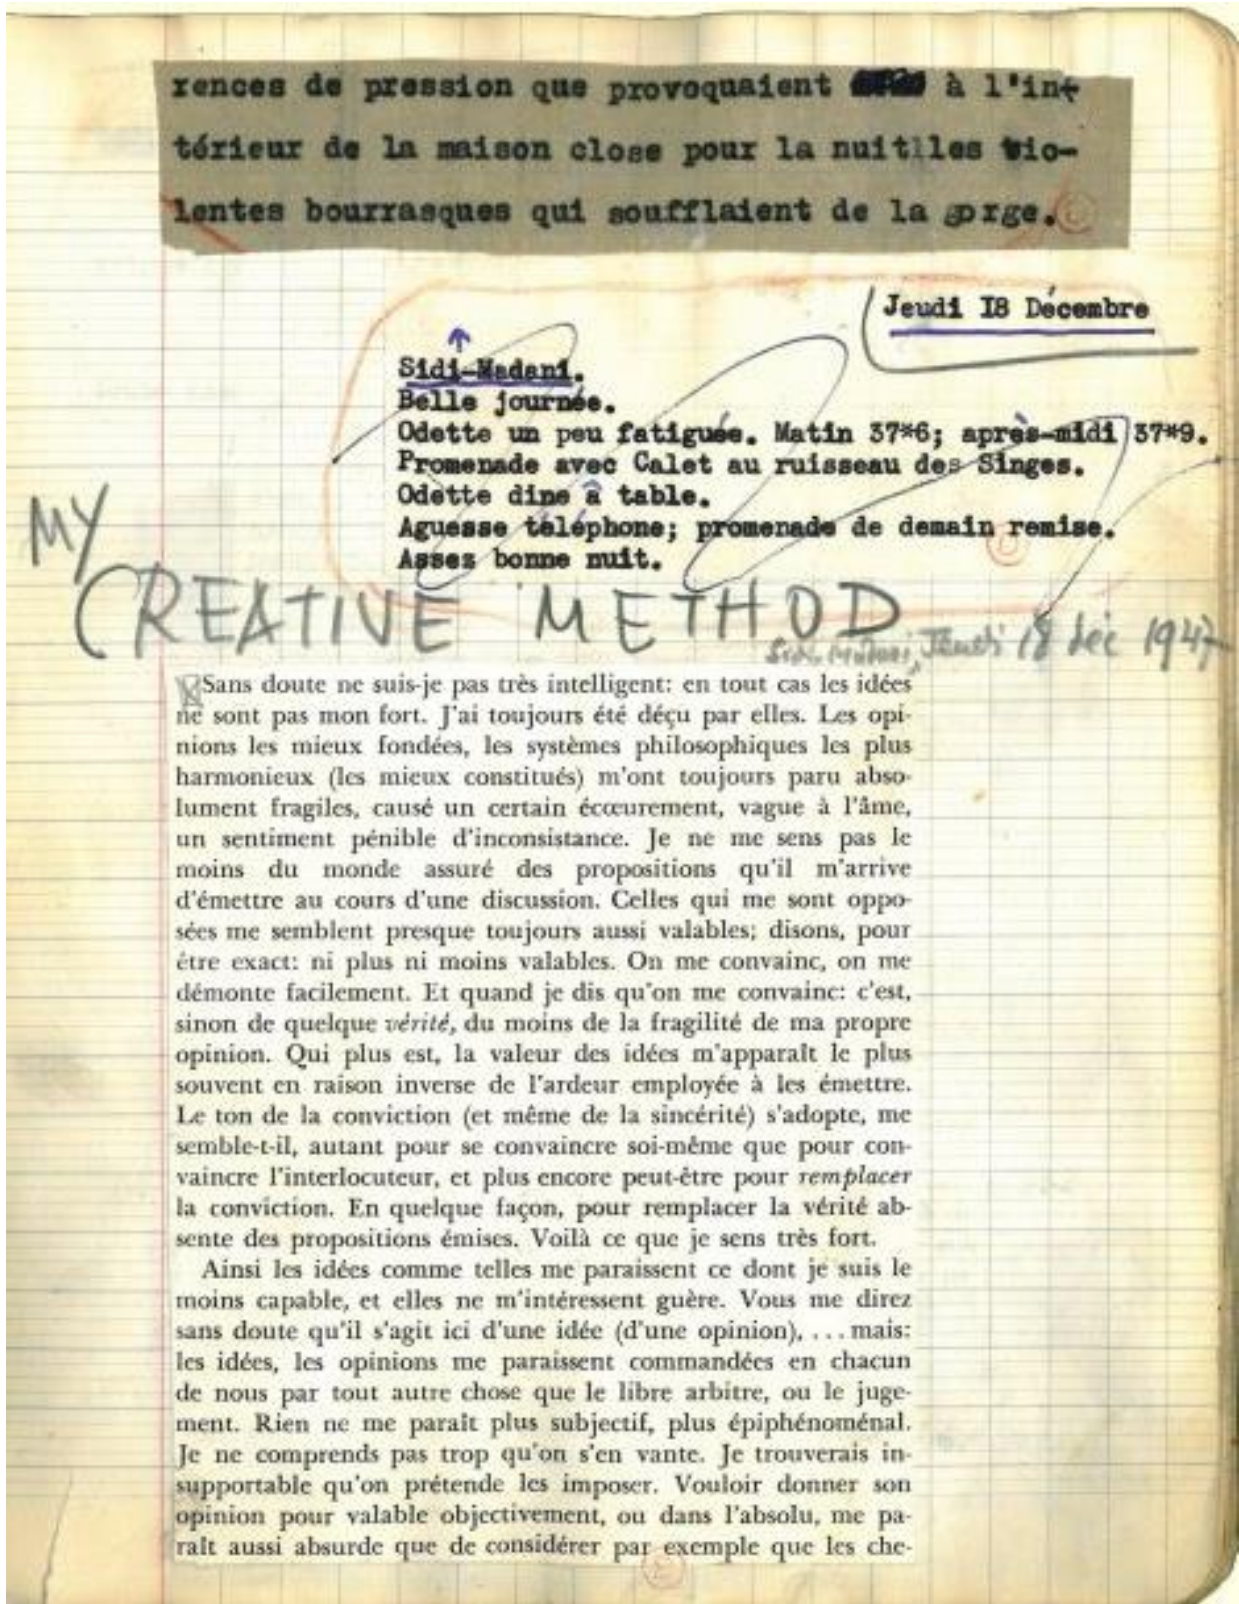 rences de pression que provoquaient à l'in-
térieur de la maison close pour la nuit les vio-
lentes bourrasques qui soufflaient de la gorge.
Jeudi 18 Décembre
Sidi-Madani.
Belle journée.
Odette un peu fatiguée. Matin 37*6; après-midi 37*9.
Promenade avec Calet au ruisseau des Singes.
Odette dine à table.
Aguesse téléphone; promenade de demain remise.
Assez bonne nuit.
MY
CREATIVE METHOD
Sidi Madani, Jeudi 18 déc 1947
Sans doute ne suis-je pas très intelligent: en tout cas les idées
ne sont pas mon fort. J'ai toujours été déçu par elles. Les opi-
nions les mieux fondées, les systèmes philosophiques les plus
harmonieux (les mieux constitués) m'ont toujours paru abso-
lument fragiles, causé un certain écœurement, vague à l'âme,
un sentiment pénible d'inconsistance. Je ne me sens pas le
moins du monde assuré des propositions qu'il m'arrive
d'émettre au cours d'une discussion. Celles qui me sont oppo-
sées me semblent presque toujours aussi valables; disons, pour
être exact: ni plus ni moins valables. On me convainc, on me
démonte facilement. Et quand je dis qu'on me convainc: c'est,
sinon de quelque vérité, du moins de la fragilité de ma propre
opinion. Qui plus est, la valeur des idées m'apparaît le plus
souvent en raison inverse de l'ardeur employée à les émettre.
Le ton de la conviction (et même de la sincérité) s'adopte, me
semble-t-il, autant pour se convaincre soi-même que pour con-
vaincre l'interlocuteur, et plus encore peut-être pour remplacer
la conviction. En quelque façon, pour remplacer la vérité ab-
sente des propositions émises. Voilà ce que je sens très fort.
Ainsi les idées comme telles me paraissent ce dont je suis le
moins capable, et elles ne m'intéressent guère. Vous me direz
sans doute qu'il s'agit ici d'une idée (d'une opinion), ... mais:
les idées, les opinions me paraissent commandées en chacun
de nous par tout autre chose que le libre arbitre, ou le juge-
ment. Rien ne me paraît plus subjectif, plus épiphénoménal.
Je ne comprends pas trop qu'on s'en vante. Je trouverais in-
supportable qu'on prétende les imposer. Vouloir donner son
opinion pour valable objectivement, ou dans l'absolu, me pa-
raît aussi absurde que de considérer par exemple que les che-